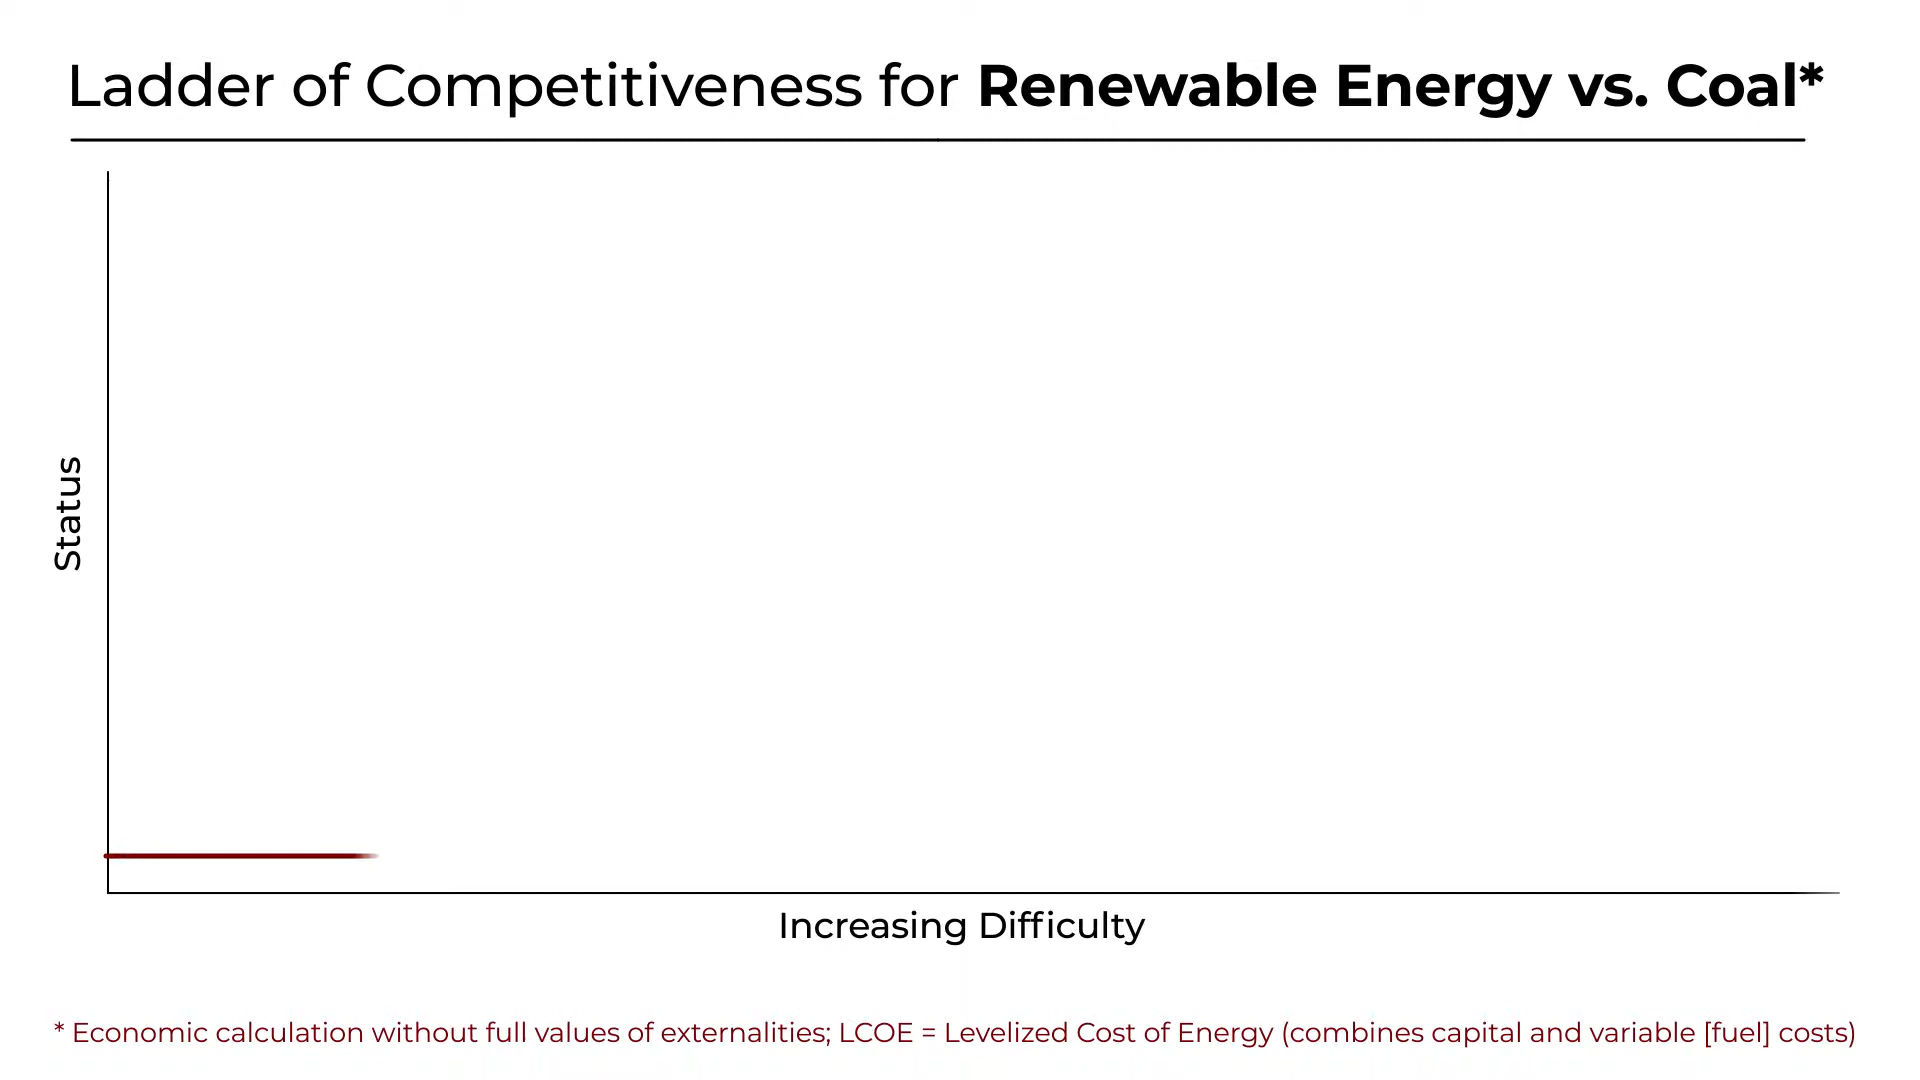 Ladder of Competitiveness for Renewable Energy vs. Coal*
Status
Increasing Difficulty
* Economic calculation without full values of externalities; LCOE = Levelized Cost of Energy (combines capital and variable [fuel] costs)